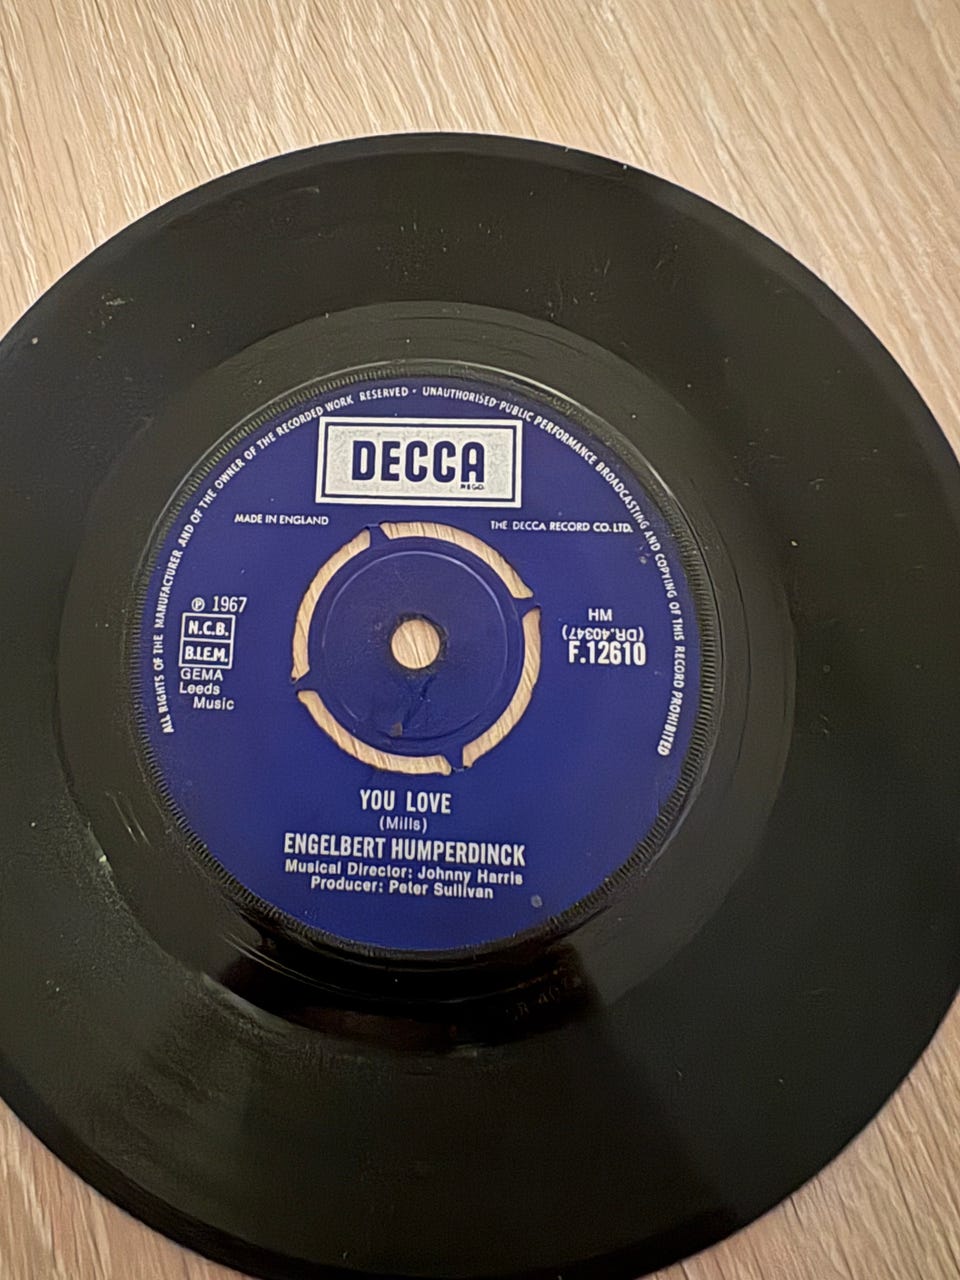 ALL RIGHTS OF THE MANUFACTURER AND OF THE OWNER OF THE RECORDED WORK RESERVED · UNAUTHORISED PUBLIC PERFORMANCE BROADCASTING AND COPYING OF THIS RECORD PROHIBITED
DECCA
REGD.
MADE IN ENGLAND
THE DECCA RECORD CO. LTD.
℗ 1967
N.C.B.
B.I.E.M.
GEMA
Leeds
Music
HM
(DR.40347)
F.12610
YOU LOVE
(Mills)
ENGELBERT HUMPERDINCK
Musical Director: Johnny Harris
Producer: Peter Sullivan